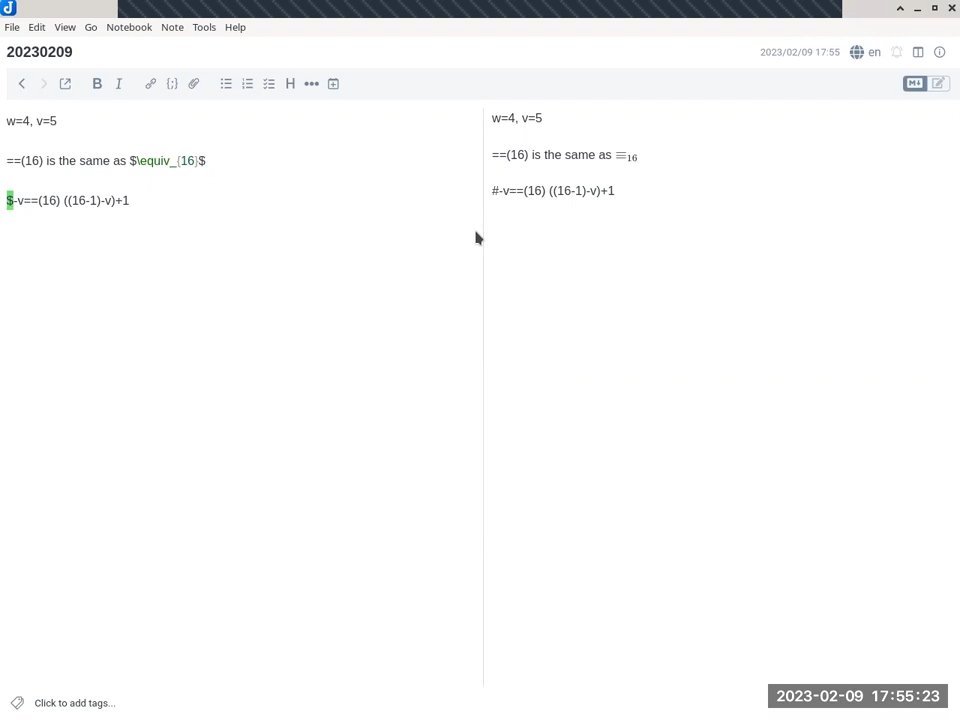 File Edit View Go Notebook Note Tools Help
20230209
2023/02/09 17:55 en
B I {;} H M↓
w=4, v=5
==(16) is the same as $\equiv_{16}$
$-v==(16) ((16-1)-v)+1
w=4, v=5
==(16) is the same as ≡₁₆
#-v==(16) ((16-1)-v)+1
Click to add tags...
2023-02-09 17:55:23